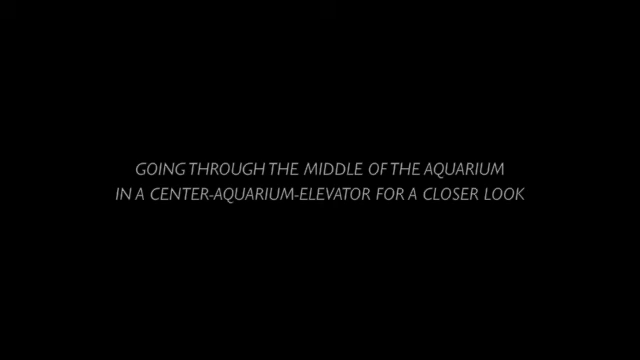 GOING THROUGH THE MIDDLE OF THE AQUARIUM
IN A CENTER-AQUARIUM-ELEVATOR FOR A CLOSER LOOK